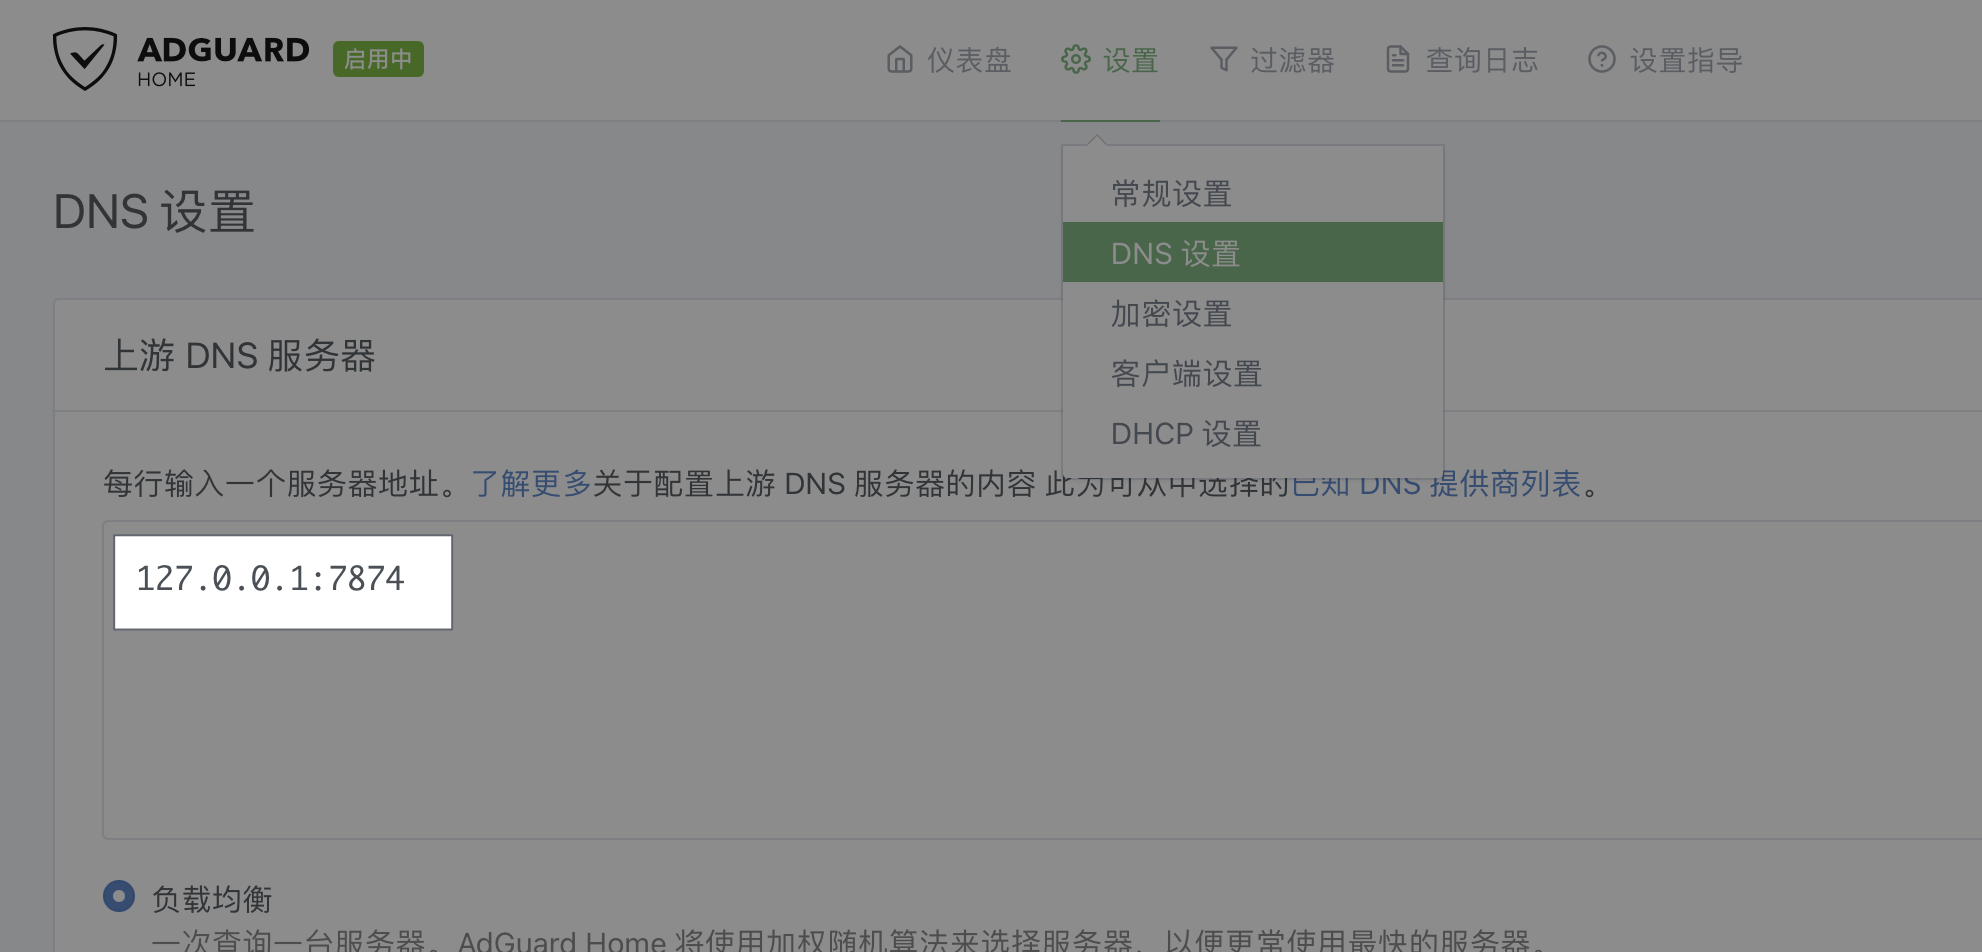 ADGUARD
HOME
启用中
仪表盘
设置
过滤器
查询日志
设置指导
常规设置
DNS 设置
加密设置
客户端设置
DHCP 设置
DNS 设置
上游 DNS 服务器
每行输入一个服务器地址。了解更多关于配置上游 DNS 服务器的内容 此为可从中选择的已知 DNS 提供商列表。
127.0.0.1:7874
负载均衡
一次查询一台服务器。AdGuard Home 将使用加权随机算法来选择服务器，以便更常使用最快的服务器。